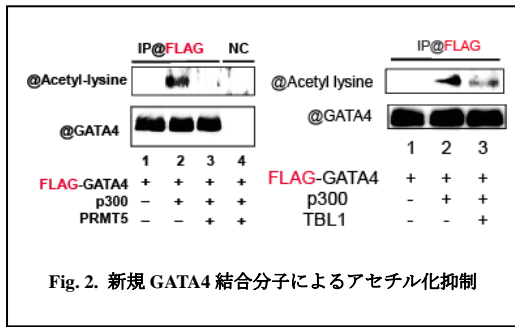 IP@FLAG NC
@Acetyl-lysine
@GATA4
1 2 3 4
FLAG-GATA4 + + + +
p300 – + + +
PRMT5 – – + +
IP@FLAG
@Acetyl lysine
@GATA4
1 2 3
FLAG-GATA4 + + +
p300 - + +
TBL1 - - +
Fig. 2. 新規 GATA4 結合分子によるアセチル化抑制